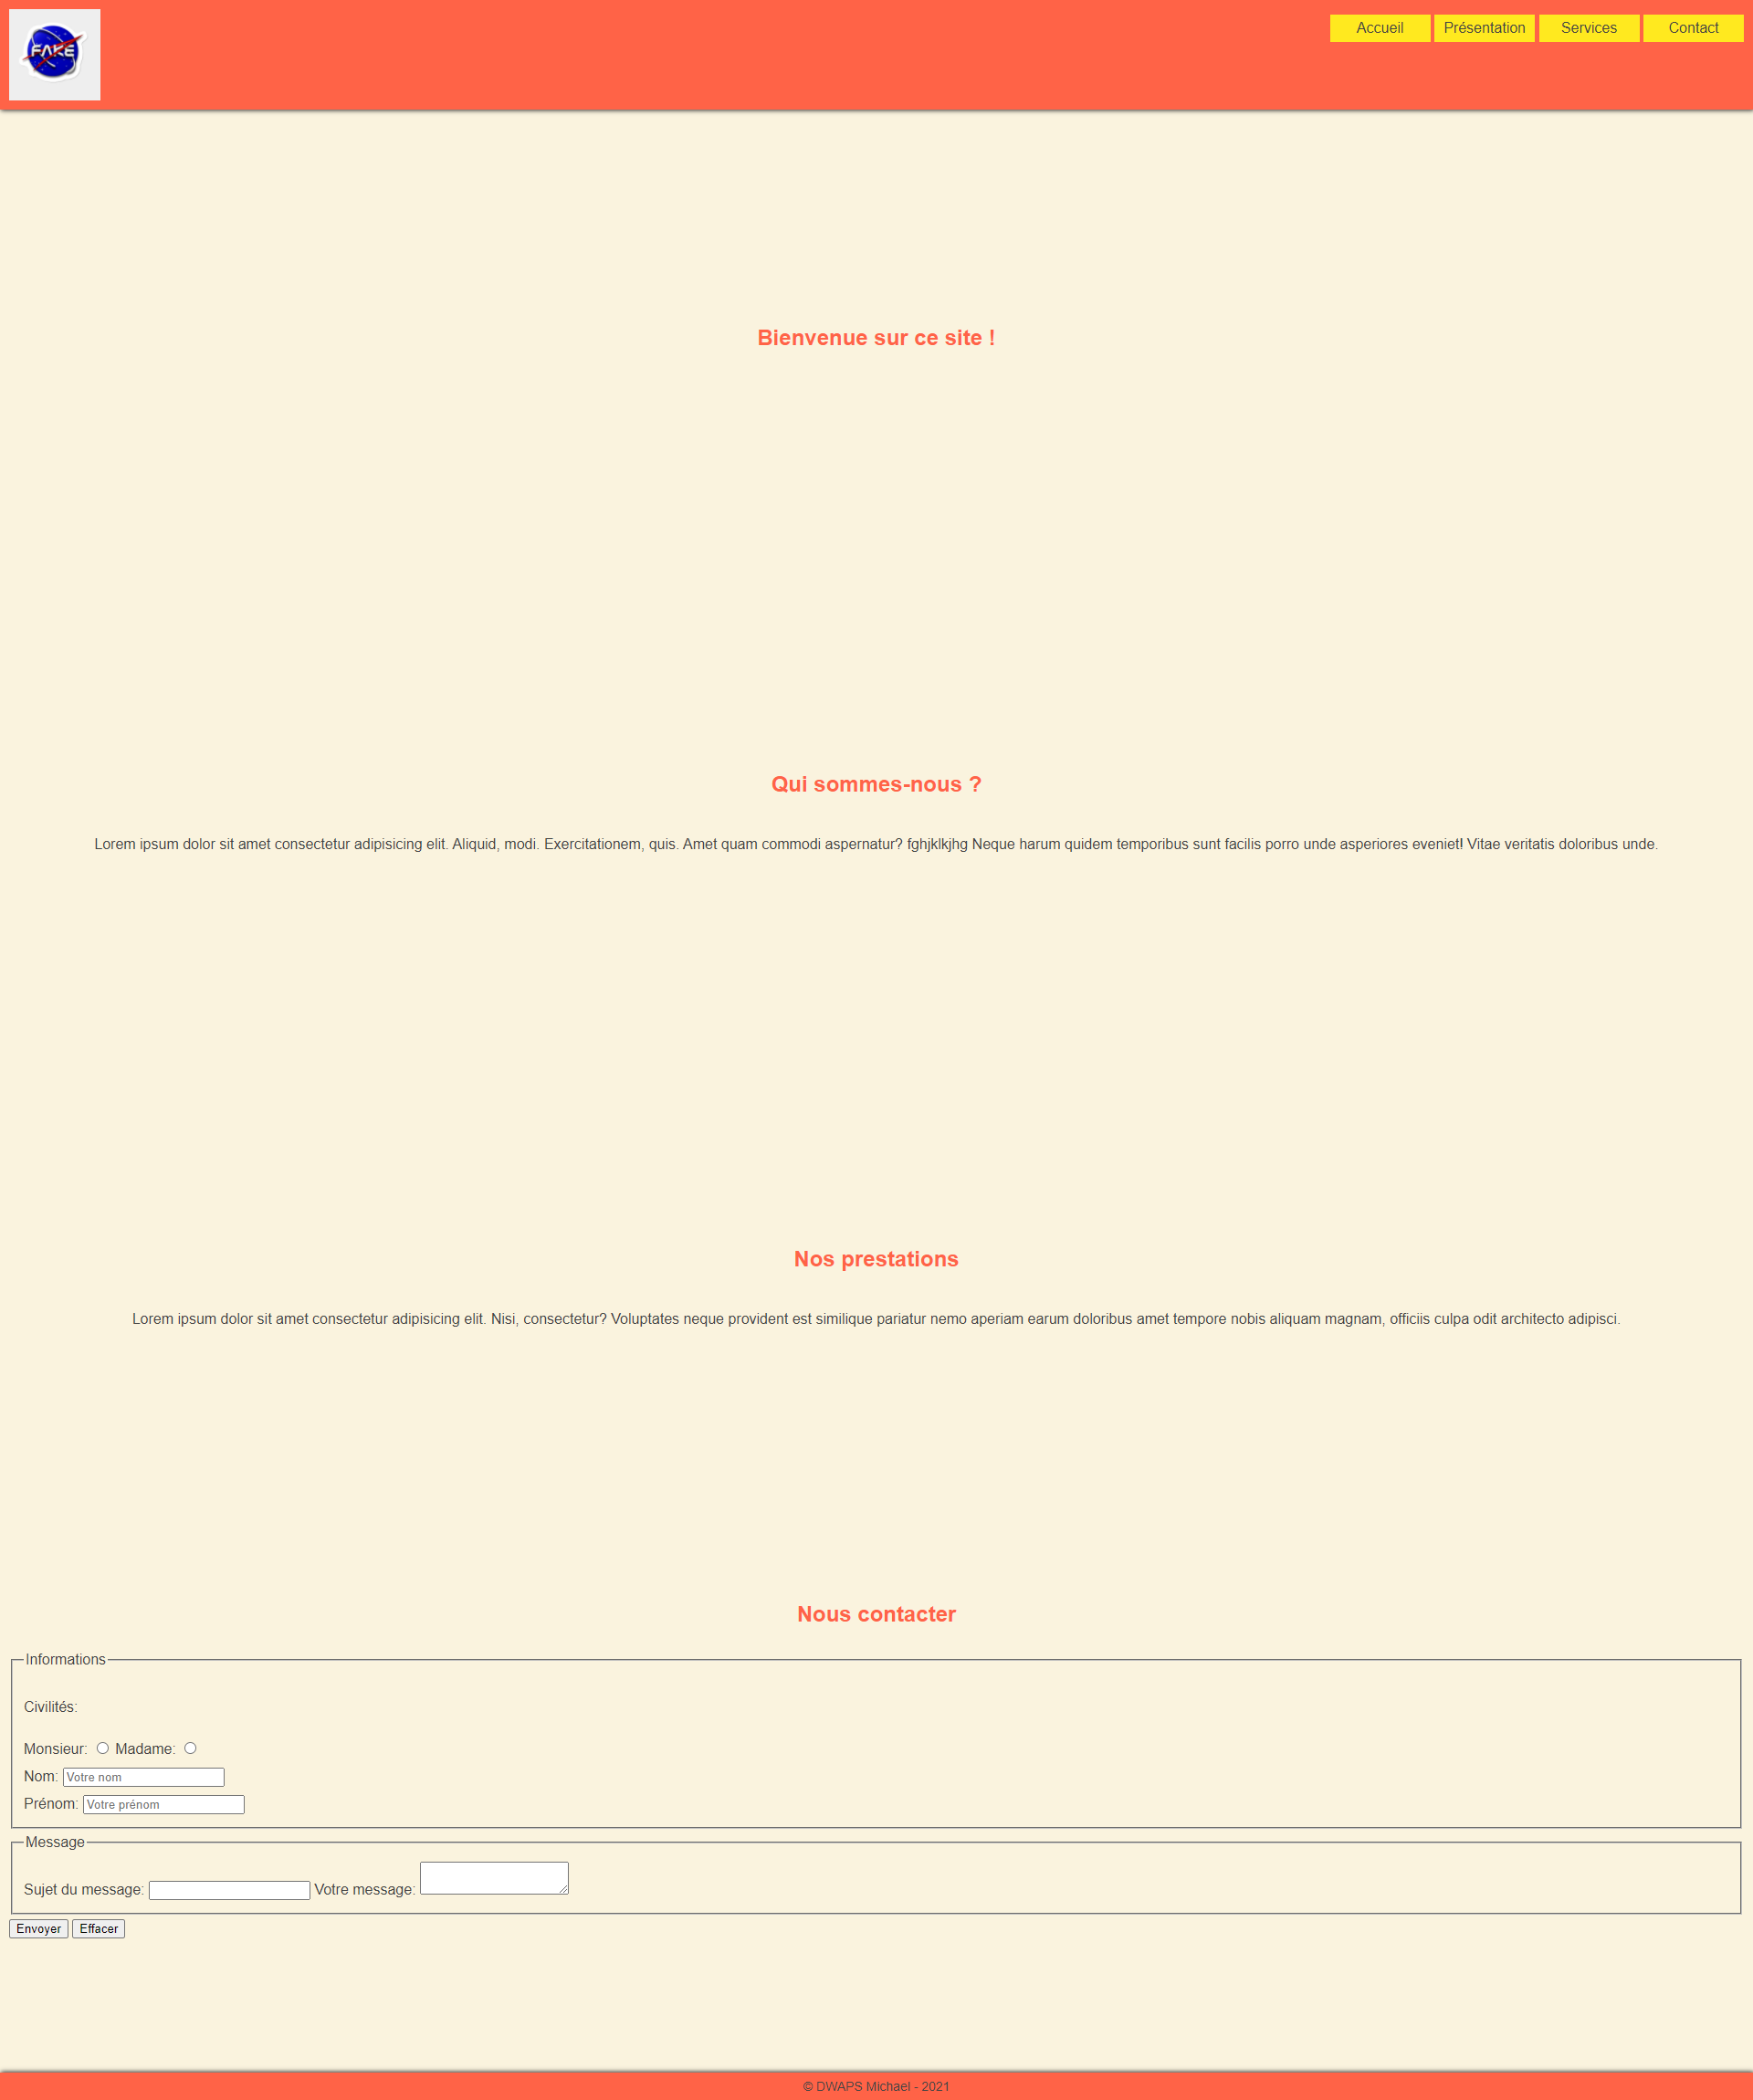 FAKE
Accueil Présentation Services Contact
Bienvenue sur ce site !
Qui sommes-nous ?
Lorem ipsum dolor sit amet consectetur adipisicing elit. Aliquid, modi. Exercitationem, quis. Amet quam commodi aspernatur? fghjklkjhg Neque harum quidem temporibus sunt facilis porro unde asperiores eveniet! Vitae veritatis doloribus unde.
Nos prestations
Lorem ipsum dolor sit amet consectetur adipisicing elit. Nisi, consectetur? Voluptates neque provident est similique pariatur nemo aperiam earum doloribus amet tempore nobis aliquam magnam, officiis culpa odit architecto adipisci.
Nous contacter
Informations
Civilités:
Monsieur: Madame:
Nom: Votre nom
Prénom: Votre prénom
Message
Sujet du message: Votre message:
Envoyer Effacer
© DWAPS Michael - 2021